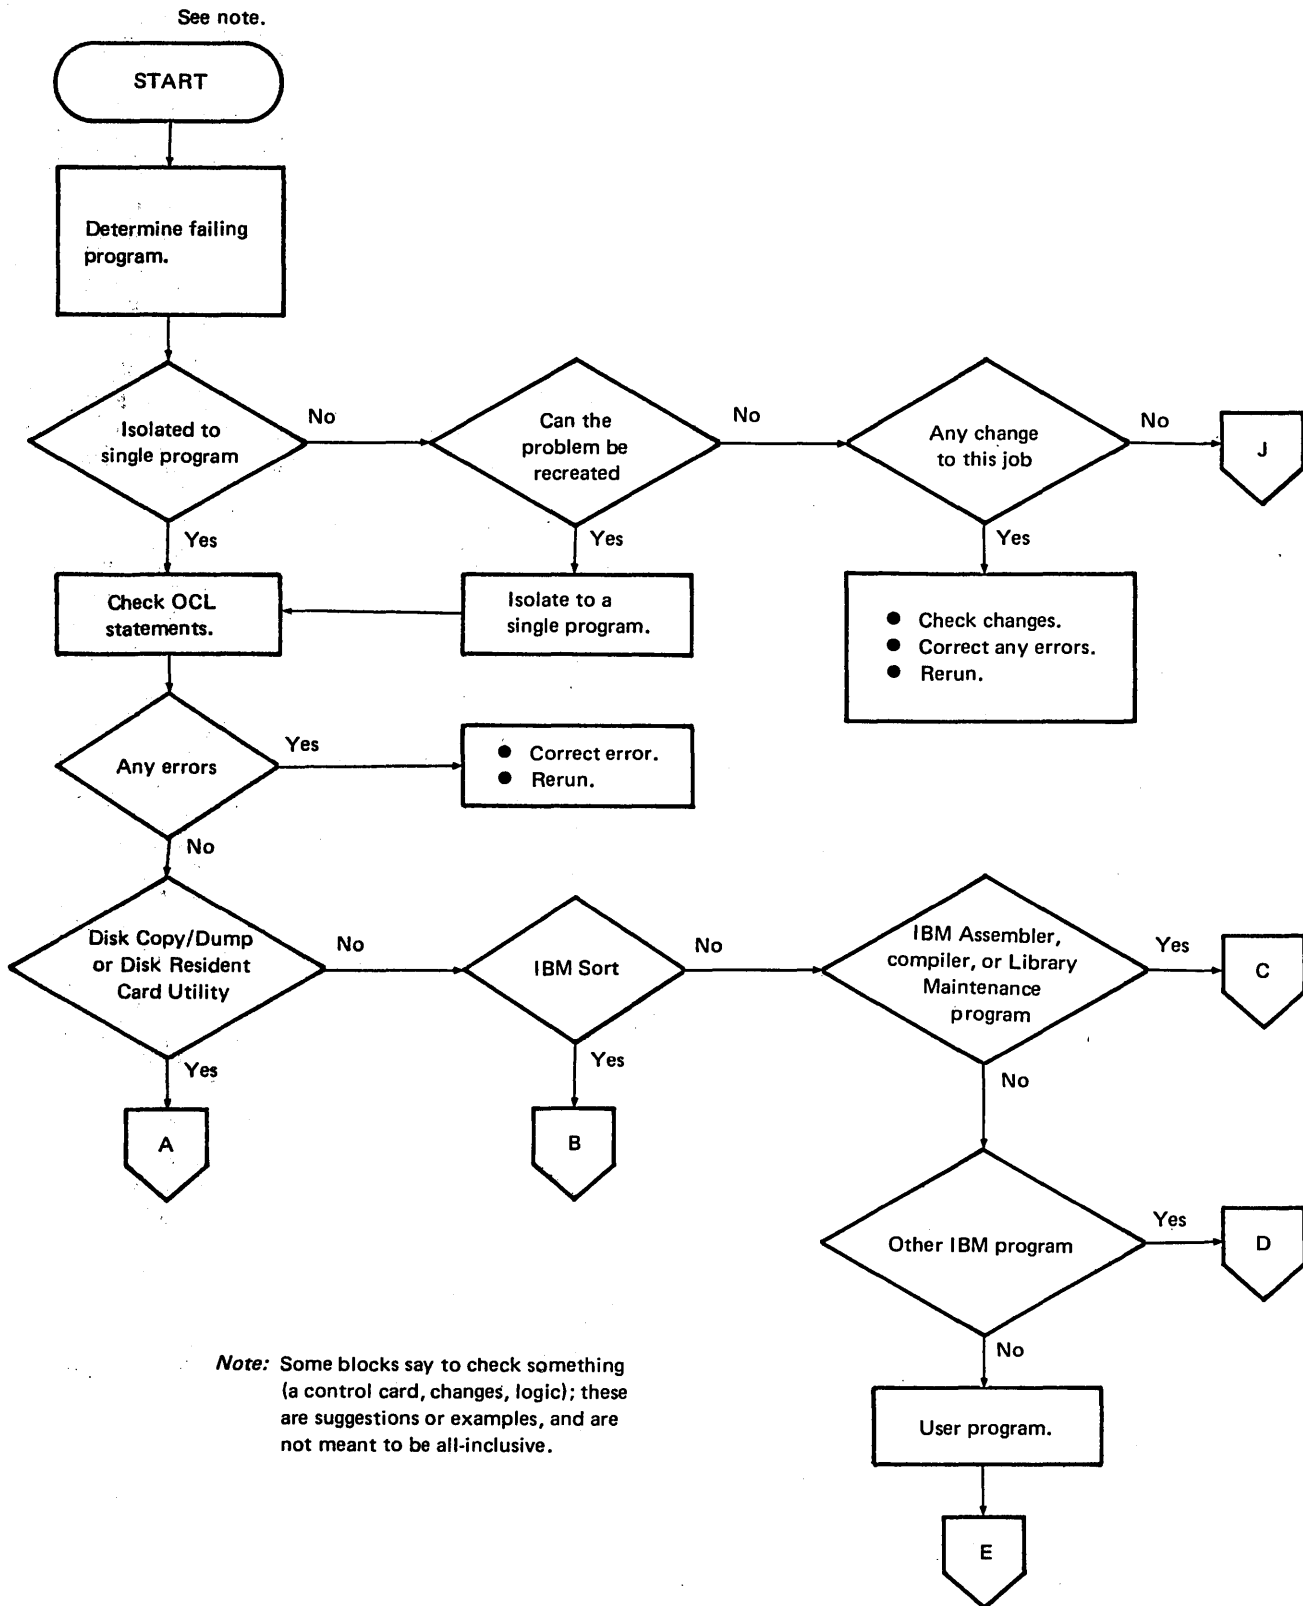 See note.
START
Determine failing
program.
Isolated to
single program
No
Can the
problem be
recreated
No
Any change
to this job
No
J
Yes
Yes
Yes
Check OCL
statements.
Isolate to a
single program.
● Check changes.
● Correct any errors.
● Rerun.
Any errors
Yes
● Correct error.
● Rerun.
No
Disk Copy/Dump
or Disk Resident
Card Utility
No
IBM Sort
No
IBM Assembler,
compiler, or Library
Maintenance
program
Yes
C
Yes
Yes
No
A
B
Other IBM program
Yes
D
No
Note: Some blocks say to check something
(a control card, changes, logic); these
are suggestions or examples, and are
not meant to be all-inclusive.
User program.
E